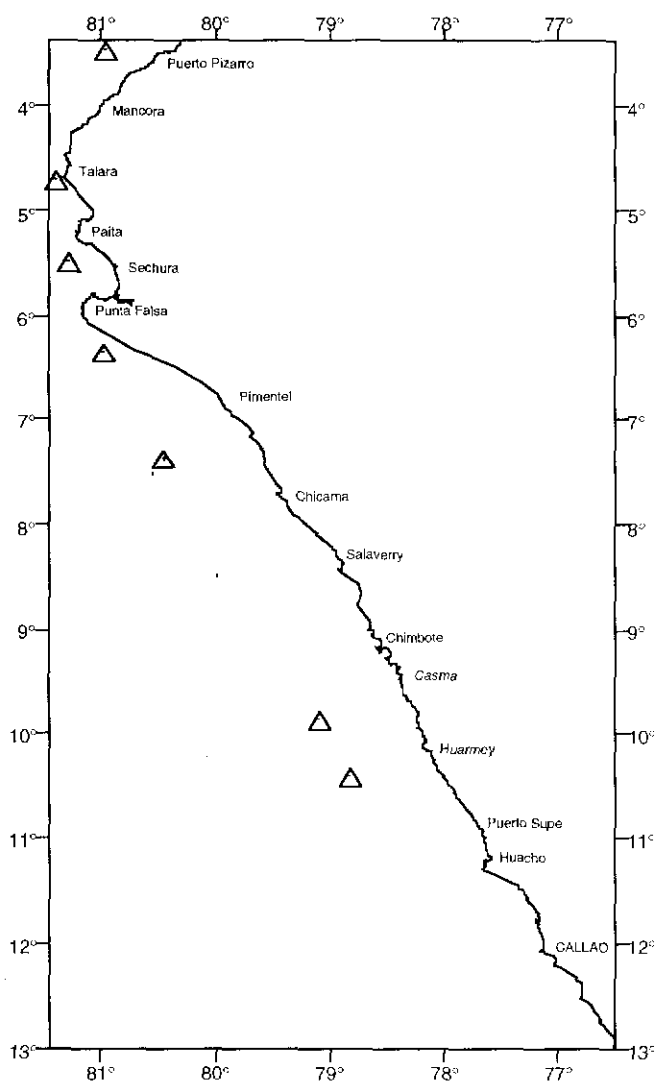 81° 80° 79° 78° 77°
Puerto Pizarro
4° Mancora 4°
Talara
5° 5°
Paita
Sechura
Punta Falsa
6° 6°
Pimentel
7° 7°
Chicama
8° 8°
Salaverry
9° Chimbote 9°
Casma
10° Huarmey 10°
Puerto Supe
11° 11°
Huacho
12° CALLAO 12°
13° 13°
81° 80° 79° 78° 77°